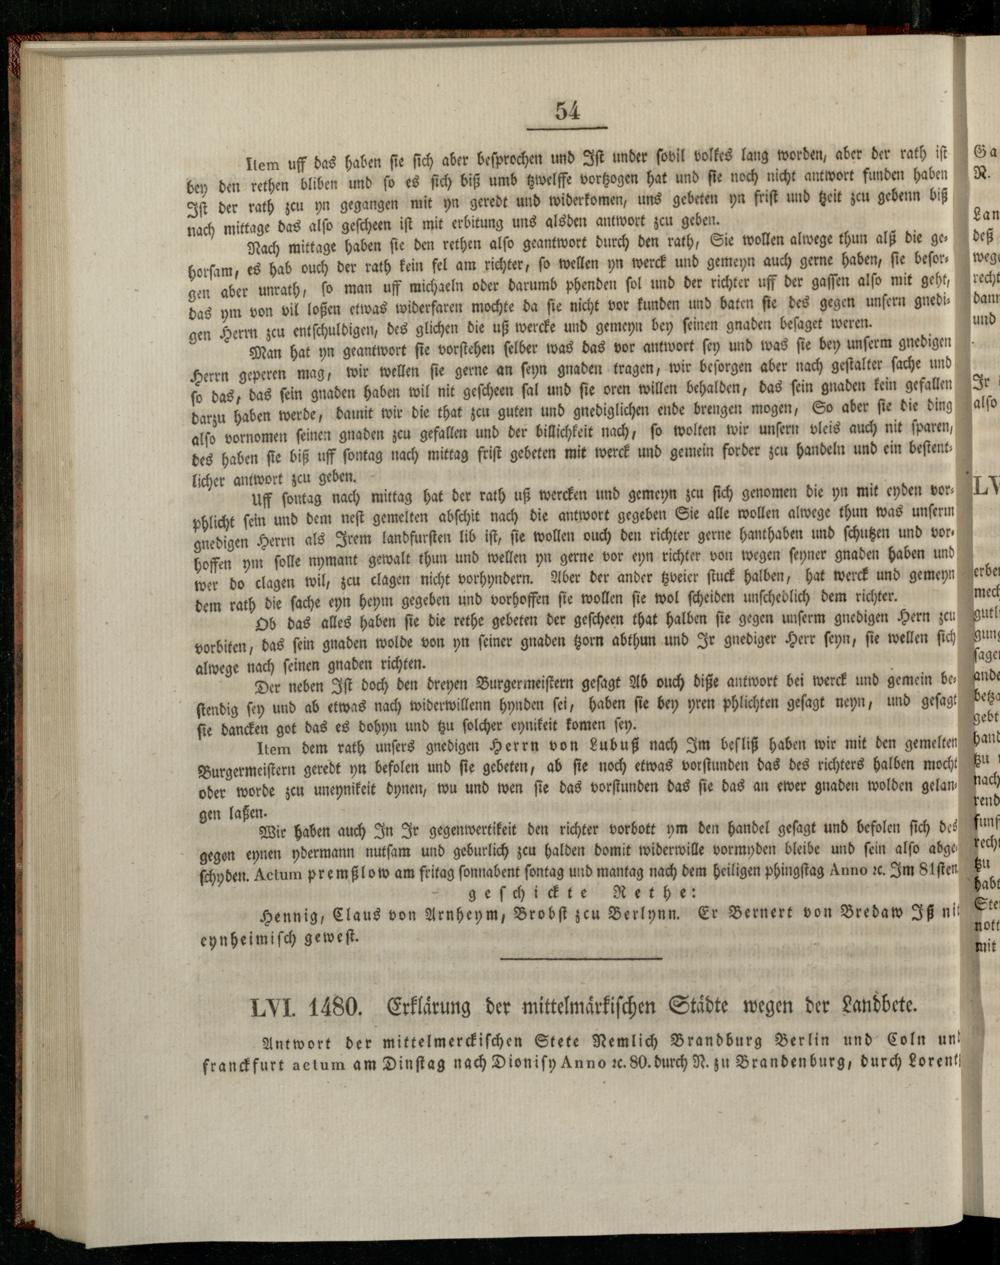 54
Item uff das haben sie sich aber besprochen und Ist under sovil volkes lang worden, aber der rath ist
bey den rethen bliben und so es sich biß umb tzwelffe vortzogen hat und sie noch nicht antwort funden haben
Ist der rath zcu yn gegangen mit yn geredt und widerkomen, uns gebeten yn frist und tzeit zcu gebenn biß
nach mittage das also gescheen ist mit erbitung uns alsden antwort zcu geben.
Nach mittage haben sie den rethen also geantwort durch den rath, Sie wollen alwege thun alß die ge-
horsam, es hab ouch der rath kein fel am richter, so wellen yn werck und gemeyn auch gerne haben, sie besor-
gen aber unrath, so man uff michaeln oder darumb phenden sol und der richter uff der gassen also mit geht,
das ym von vil loßen etwas widerfaren mochte da sie nicht vor kunden und baten sie des gegen unsern gnedi-
gen Herrn zcu entschuldigen, des glichen die uß wercke und gemeyn bey seinen gnaden besaget weren.
Man hat yn geantwort sie vorstehen selber was das vor antwort sey und was sie bey unserm gnedigen
Herrn geperen mag, wir wellen sie gerne an seyn gnaden tragen, wir besorgen aber nach gestalter sache und
so das, das sein gnaden haben wil nit gescheen sal und sie oren willen behalden, das sein gnaden kein gefallen
darzu haben werde, damit wir die that zcu guten und gnediglichen ende brengen mogen, So aber sie die ding
also vornomen seinen gnaden zcu gefallen und der billichkeit nach, so wolten wir unsern vleis auch nit sparen,
des haben sie biß uff sontag nach mittag frist gebeten mit werck und gemein forder zcu handeln und ein bestent-
licher antwort zcu geben.
Uff sontag nach mittag hat der rath uß wercken und gemeyn zcu sich genomen die yn mit eyden vor-
phlicht sein und dem nest gemelten abschit nach die antwort gegeben Sie alle wollen alwege thun was unserm
gnedigen Herrn als Irem landfursten lib ist, sie wollen ouch den richter gerne hanthaben und schutzen und vor-
hoffen ym solle nymant gewalt thun und wellen yn gerne vor eyn richter von wegen seyner gnaden haben und
wer do clagen wil, zcu clagen nicht vorhyndern. Aber der ander tzveier stuck halben, hat werck und gemeyn
dem rath die sache eyn heym gegeben und vorhoffen sie wollen sie wol scheiden unschedlich dem richter.
Ob das alles haben sie die rethe gebeten der gescheen that halben sie gegen unserm gnedigen Hern zcu
vorbiten, das sein gnaden wolde von yn seiner gnaden tzorn abthun und Ir gnediger Herr seyn, sie wellen sich
alwege nach seinen gnaden richten.
Der neben Ist doch den dreyen Burgermeistern gesagt Ab ouch diße antwort bei werck und gemein be-
stendig sey und ab etwas nach widerwillenn hynden sei, haben sie bey yren phlichten gesagt neyn, und gesagt
sie dancken got das es dohyn und tzu solcher eynikeit komen sey.
Item dem rath unsers gnedigen Herrn von Lubuß nach Im befliß haben wir mit den gemelten
Burgermeistern geredt yn befolen und sie gebeten, ab sie noch etwas vorstunden das des richters halben mocht
oder worde zcu uneynikeit dynen, wu und wen sie das vorstunden das sie das an ewer gnaden wolden gelan-
gen laßen.
Wir haben auch In Ir gegenwertikeit den richter vorbott ym den handel gesagt und befolen sich des
gegen eynen ydermann nutsam und geburlich zcu halden domit widerwille vormyden bleibe und sein also abge-
schyden. Actum premßlow am fritag sonnabent sontag und mantag nach dem heiligen phingstag Anno ꝛc. Im 81sten
geschickte Rethe:
Hennig, Claus von Arnheym, Brobst zcu Berlynn. Er Bernert von Bredaw Iß nit
eynheimisch gewest.
LVI. 1480. Erklärung der mittelmärkischen Städte wegen der Landbete.
Antwort der mittelmerckischen Stete Nemlich Brandburg Berlin und Coln und
franckfurt actum am Dinstag nach Dionisy Anno ꝛc. 80. durch N. zu Brandenburg, durch Lorentz